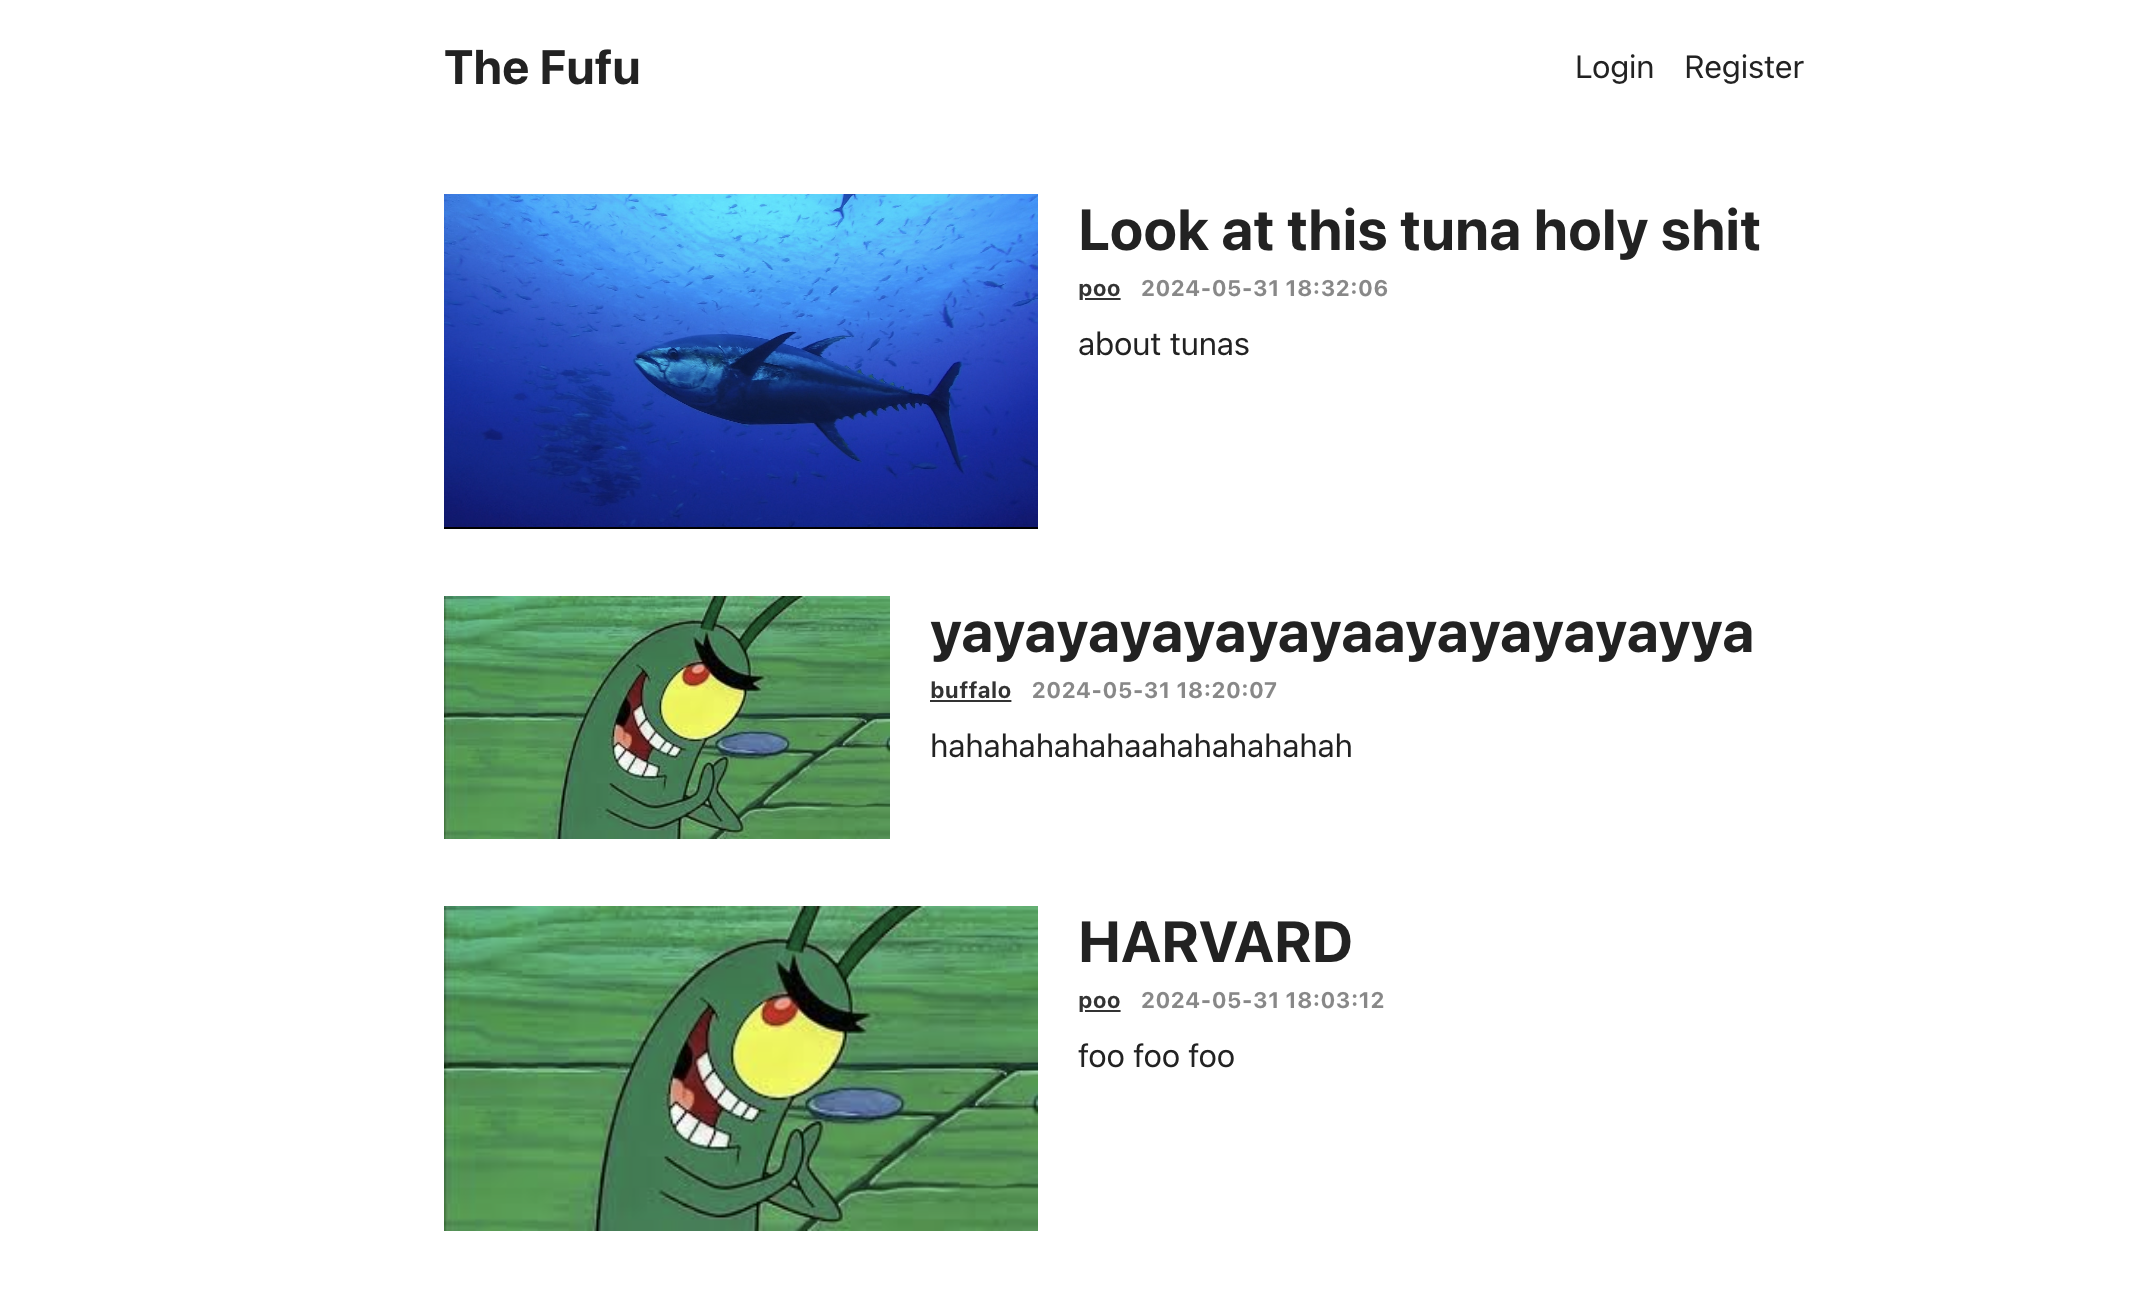 The Fufu
Login Register
Look at this tuna holy shit
poo 2024-05-31 18:32:06
about tunas
yayayayayayayaayayayayayayya
buffalo 2024-05-31 18:20:07
hahahahahahaahahahahahah
HARVARD
poo 2024-05-31 18:03:12
foo foo foo